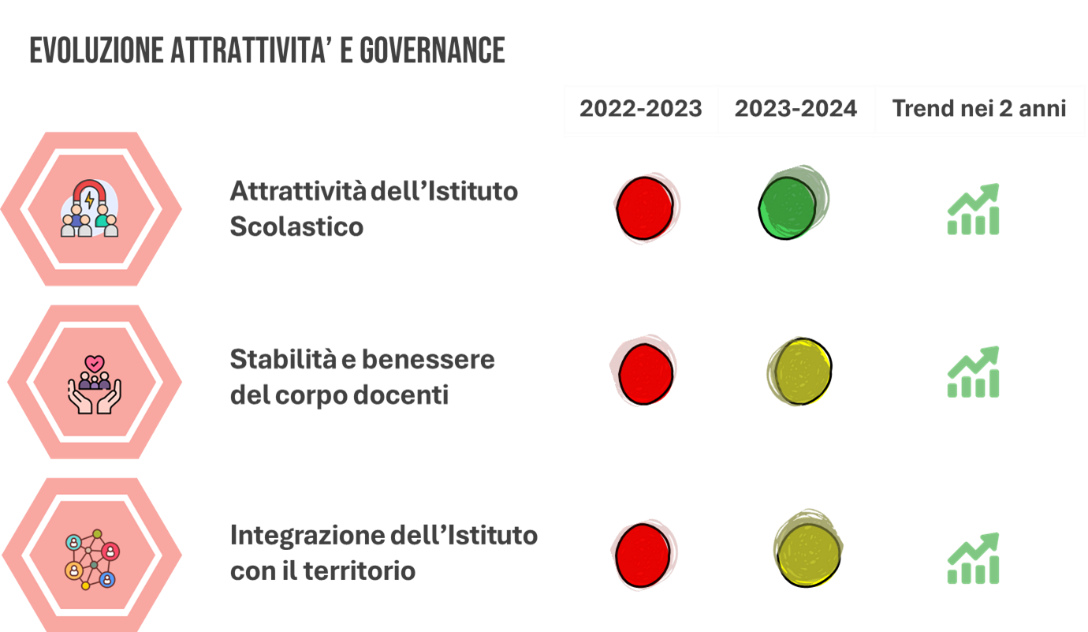 EVOLUZIONE ATTRATTIVITA’ E GOVERNANCE
2022-2023 2023-2024 Trend nei 2 anni
Attrattività dell’Istituto
Scolastico
Stabilità e benessere
del corpo docenti
Integrazione dell’Istituto
con il territorio